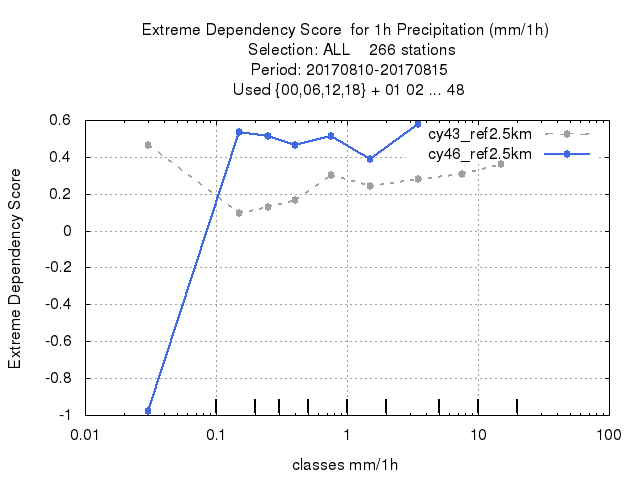 Extreme Dependency Score  for 1h Precipitation (mm/1h)
Selection: ALL    266 stations
Period: 20170810-20170815
Used {00,06,12,18} + 01 02 ... 48
cy43_ref2.5km
cy46_ref2.5km
Extreme Dependency Score
0.6
0.4
0.2
0
-0.2
-0.4
-0.6
-0.8
-1
0.01 0.1 1 10 100
classes mm/1h